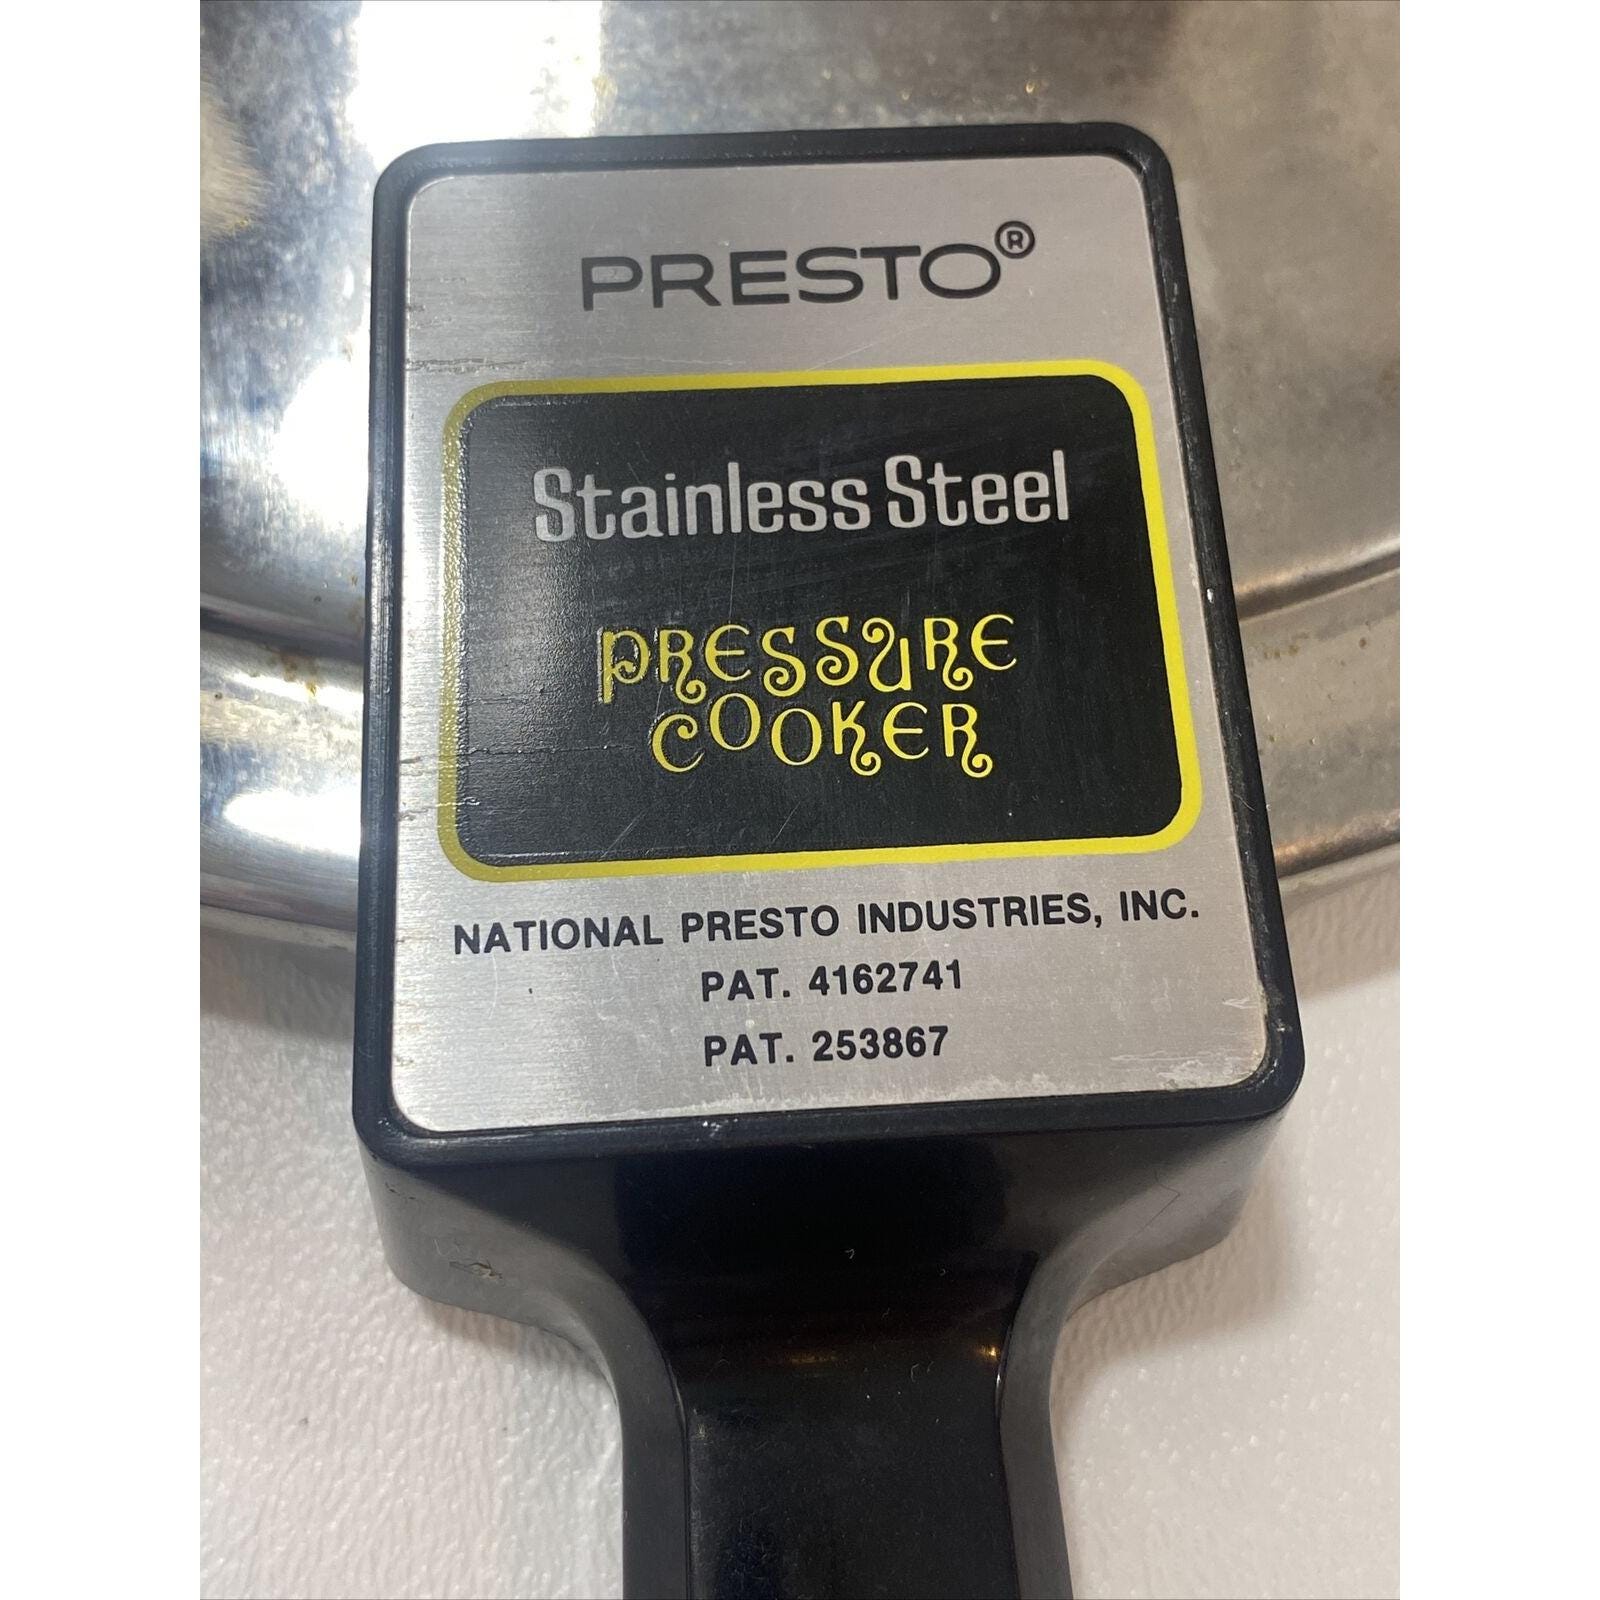 PRESTO®
Stainless Steel
PRESSURE
COOKER
NATIONAL PRESTO INDUSTRIES, INC.
PAT. 4162741
PAT. 253867